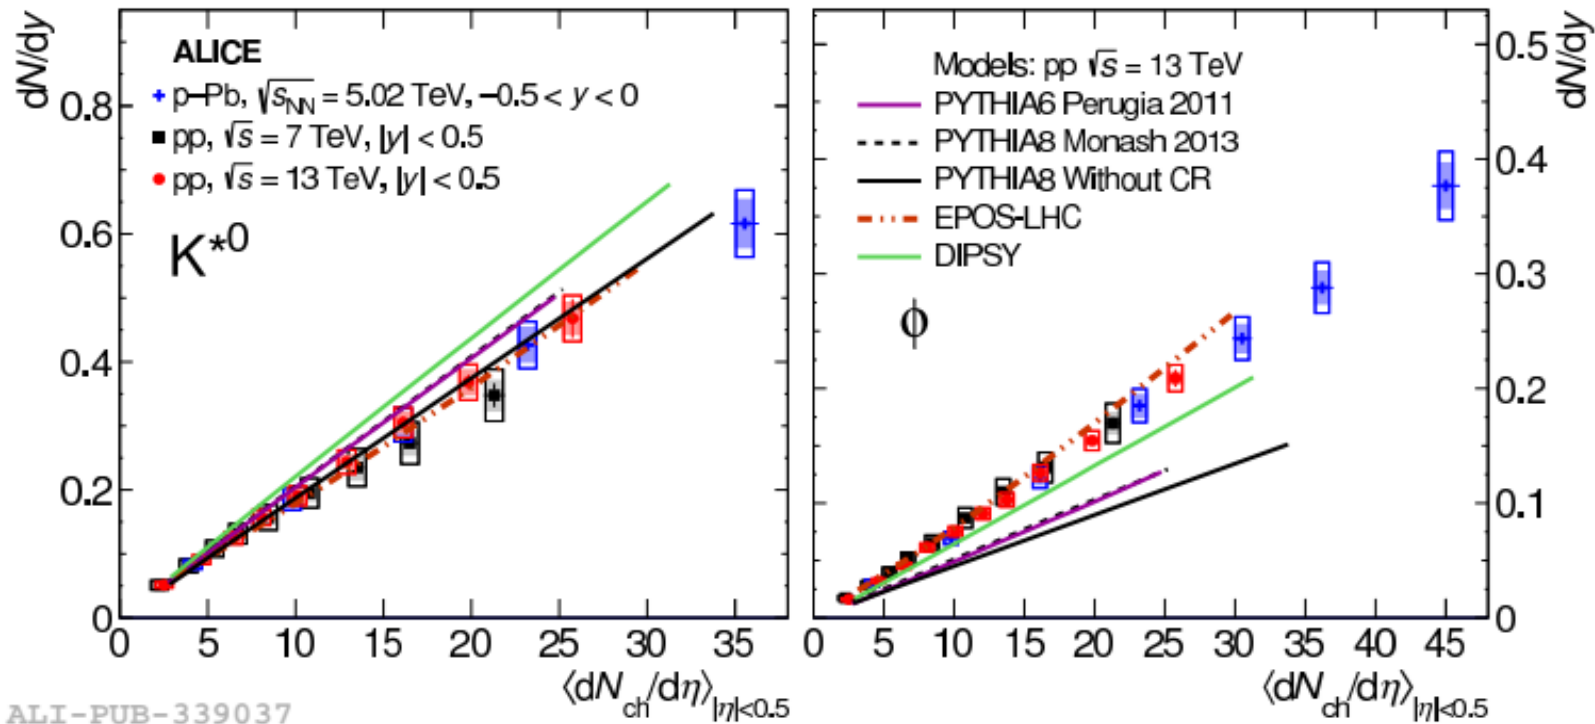 dN/dy
ALICE
p–Pb, √sNN = 5.02 TeV, –0.5 < y < 0
pp, √s = 7 TeV, |y| < 0.5
pp, √s = 13 TeV, |y| < 0.5
K*0
0.8
0.6
0.4
0.2
0
0 5 10 15 20 25 30 35
⟨dNch/dη⟩|η|<0.5
dN/dy
Models: pp √s = 13 TeV
PYTHIA6 Perugia 2011
PYTHIA8 Monash 2013
PYTHIA8 Without CR
EPOS-LHC
DIPSY
ϕ
0.5
0.4
0.3
0.2
0.1
0
0 5 10 15 20 25 30 35 40 45
⟨dNch/dη⟩|η|<0.5
ALI-PUB-339037